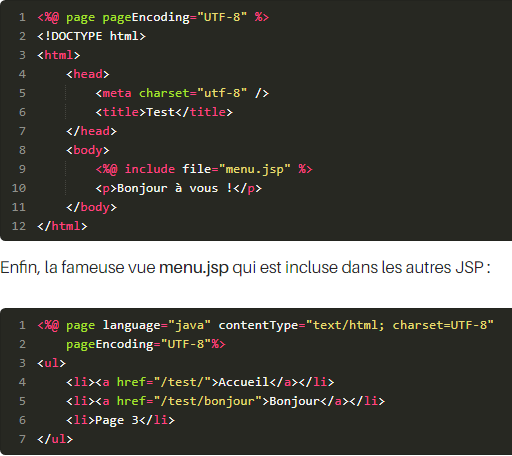 1 <%@ page pageEncoding="UTF-8" %>
2 <!DOCTYPE html>
3 <html>
4     <head>
5         <meta charset="utf-8" />
6         <title>Test</title>
7     </head>
8     <body>
9         <%@ include file="menu.jsp" %>
10         <p>Bonjour à vous !</p>
11     </body>
12 </html>
Enfin, la fameuse vue menu.jsp qui est incluse dans les autres JSP :
1 <%@ page language="java" contentType="text/html; charset=UTF-8"
2     pageEncoding="UTF-8"%>
3 <ul>
4     <li><a href="/test/">Accueil</a></li>
5     <li><a href="/test/bonjour">Bonjour</a></li>
6     <li>Page 3</li>
7 </ul>